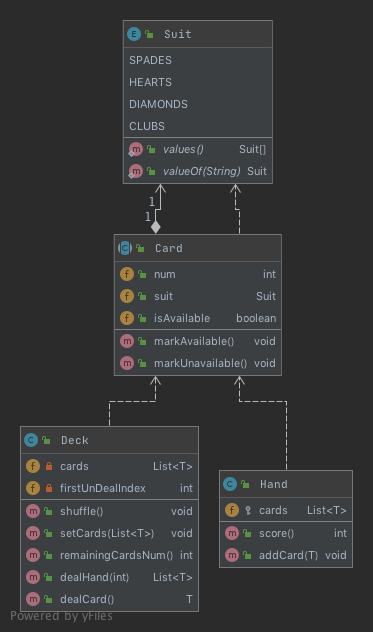 E Suit
SPADES
HEARTS
DIAMONDS
CLUBS
m values() Suit[]
m valueOf(String) Suit
1
1
C Card
f num int
f suit Suit
f isAvailable boolean
m markAvailable() void
m markUnavailable() void
C Deck
f cards List<T>
f firstUnDealIndex int
m shuffle() void
m setCards(List<T>) void
m remainingCardsNum() int
m dealHand(int) List<T>
m dealCard() T
C Hand
f cards List<T>
m score() int
m addCard(T) void
Powered by yFiles